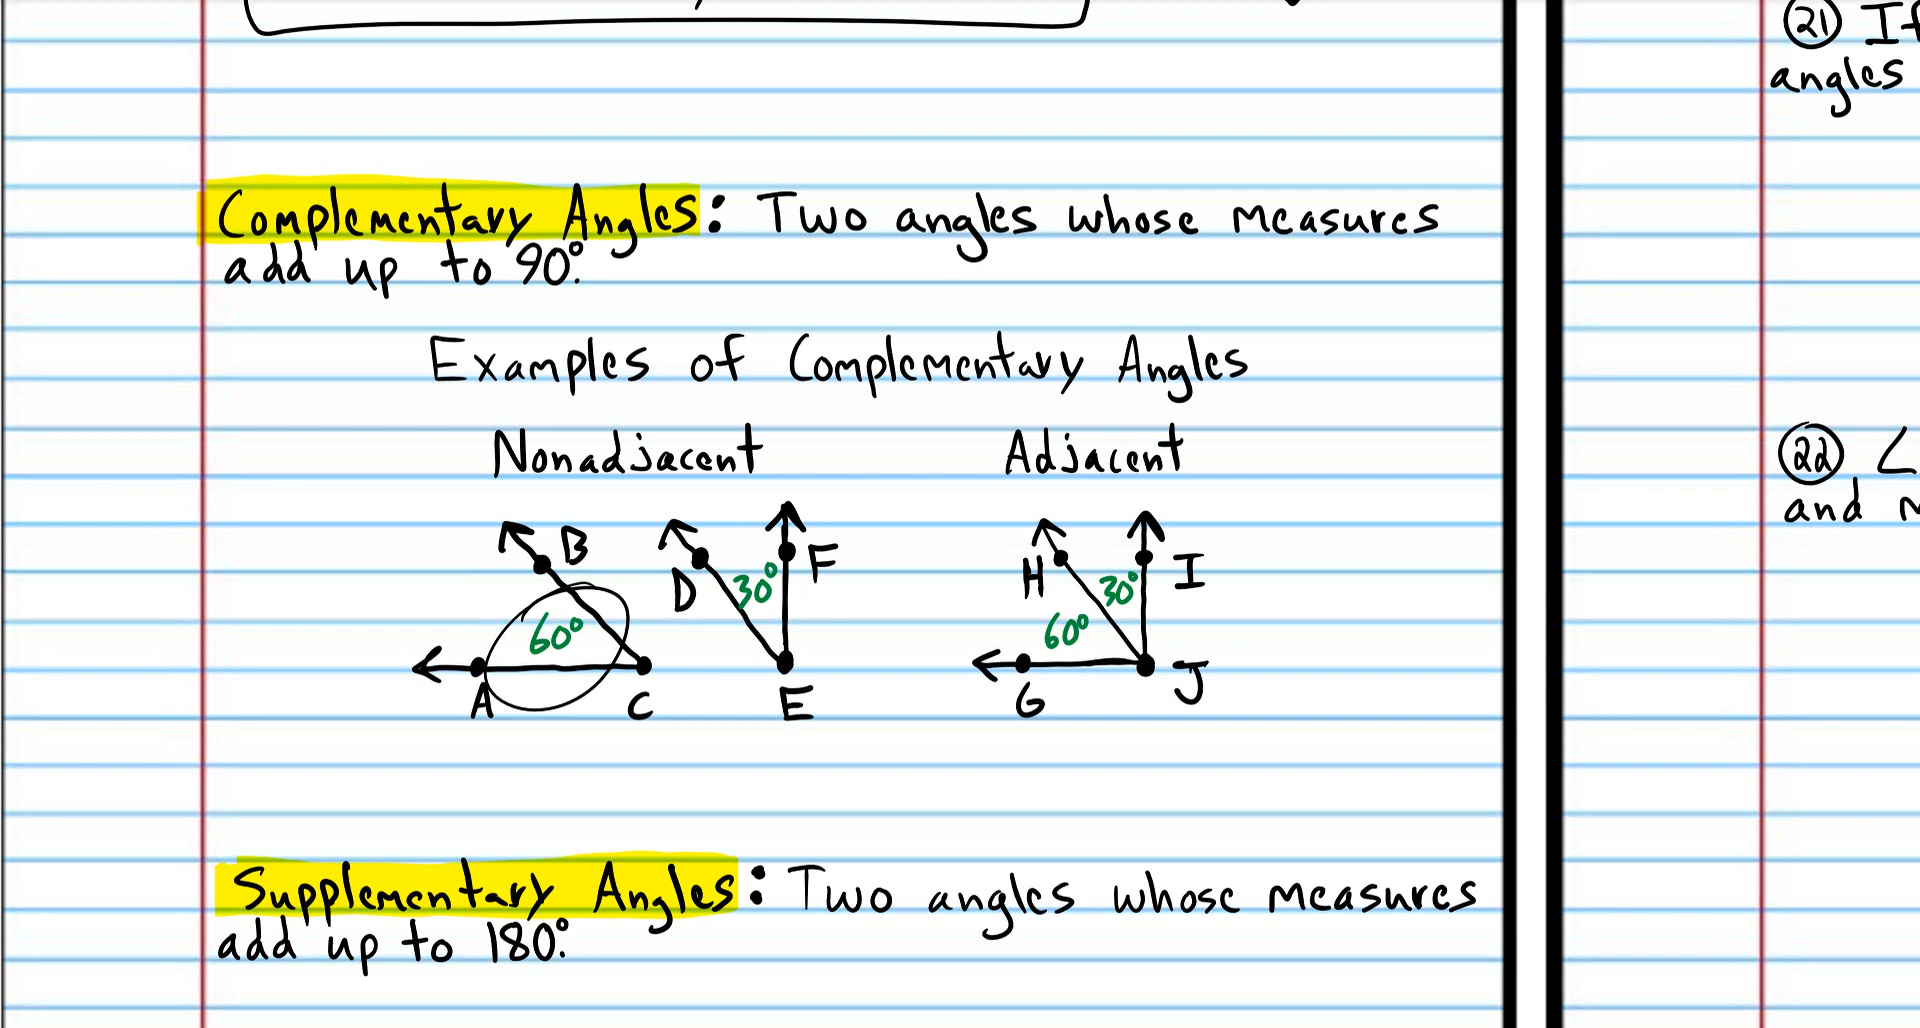 Complementary Angles: Two angles whose measures
add up to 90°.
Examples of Complementary Angles
Nonadjacent Adjacent
B D F H I
60° 30° 60° 30°
A C E G J
Supplementary Angles: Two angles whose measures
add up to 180°.
21 If
angles
22 ∠
and